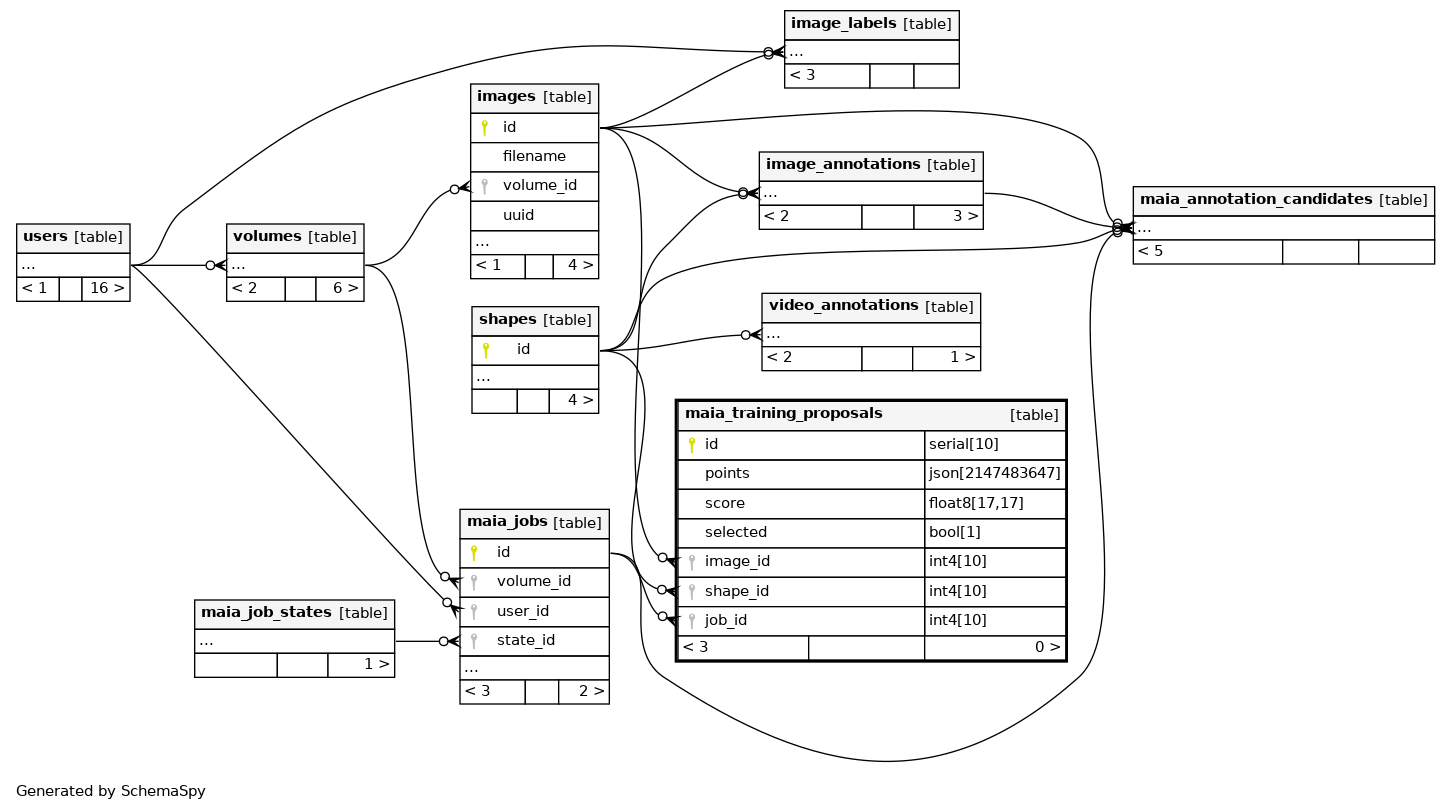 image_labels [table]
...
< 3
images [table]
id
filename
volume_id
uuid
...
< 1 4 >
image_annotations [table]
...
< 2 3 >
maia_annotation_candidates [table]
...
< 5
users [table]
...
< 1 16 >
volumes [table]
...
< 2 6 >
shapes [table]
id
...
4 >
video_annotations [table]
...
< 2 1 >
maia_training_proposals [table]
id serial[10]
points json[2147483647]
score float8[17,17]
selected bool[1]
image_id int4[10]
shape_id int4[10]
job_id int4[10]
< 3 0 >
maia_jobs [table]
id
volume_id
user_id
state_id
...
< 3 2 >
maia_job_states [table]
...
1 >
Generated by SchemaSpy